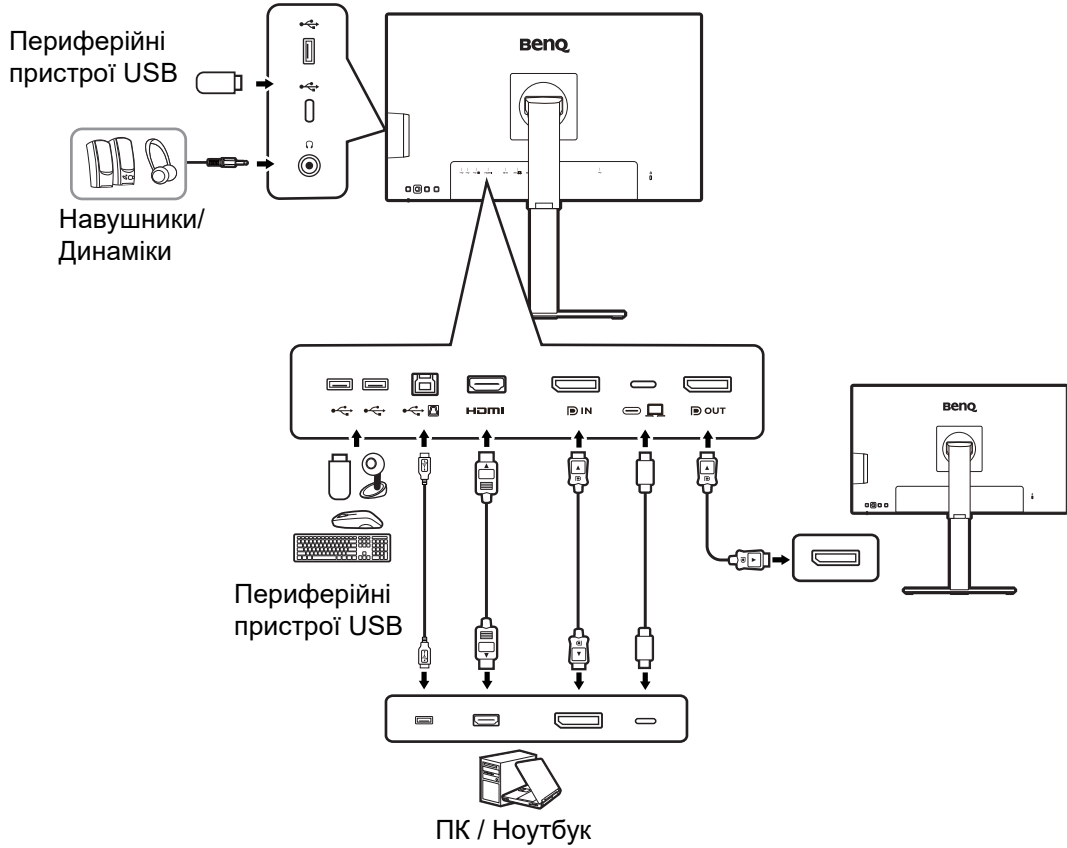 Периферійні
пристрої USB
Навушники/
Динаміки
BenQ
HDMI
IN
OUT
BenQ
Периферійні
пристрої USB
ПК / Ноутбук